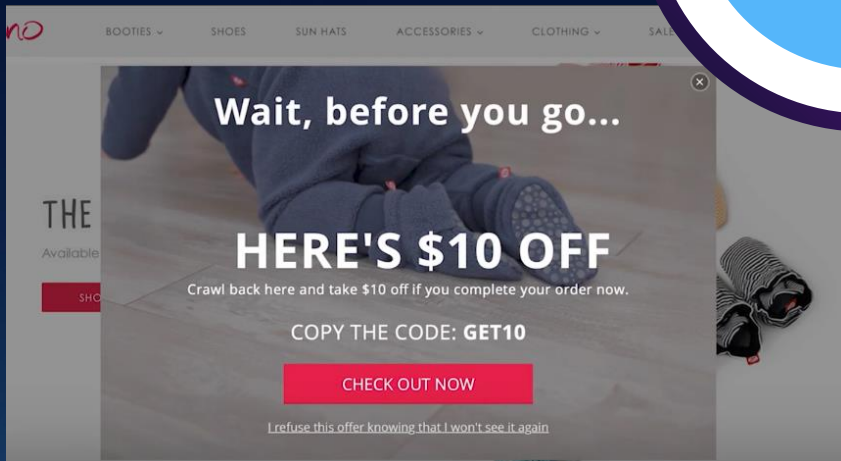 BOOTIES SHOES SUN HATS ACCESSORIES CLOTHING SALE
Wait, before you go...
THE
Available
HERE'S $10 OFF
Crawl back here and take $10 off if you complete your order now.
SHO
COPY THE CODE: GET10
CHECK OUT NOW
I refuse this offer knowing that I won't see it again